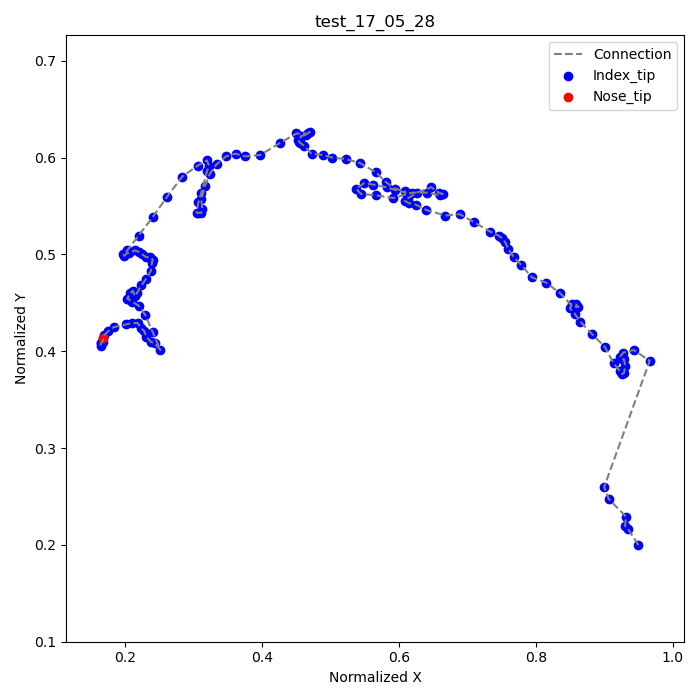 test_17_05_28
Connection
Index_tip
Nose_tip
0.7
0.6
0.5
0.4
0.3
0.2
0.1
Normalized Y
0.2
0.4
0.6
0.8
1.0
Normalized X